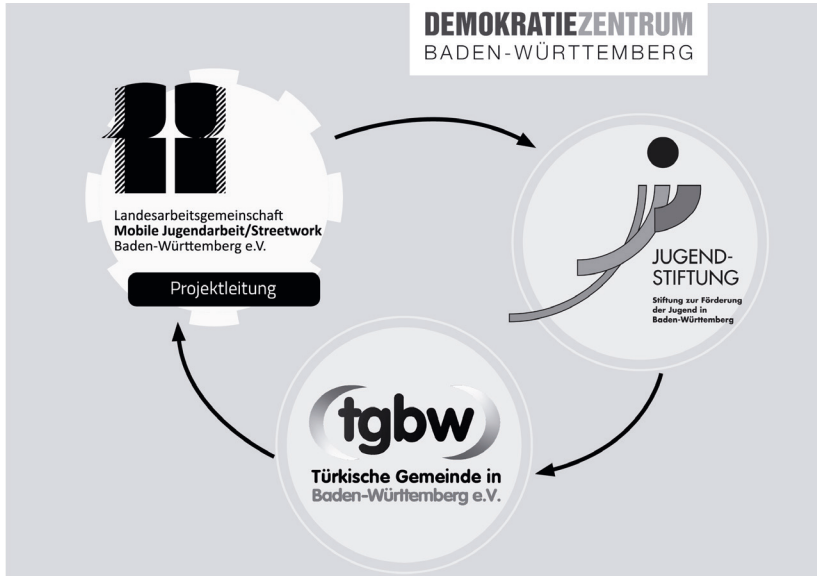 DEMOKRATIEZENTRUM
BADEN-WÜRTTEMBERG
Landesarbeitsgemeinschaft
Mobile Jugendarbeit/Streetwork
Baden-Württemberg e.V.
Projektleitung
JUGEND-
STIFTUNG
Stiftung zur Förderung
der Jugend in
Baden-Württemberg
tgbw
Türkische Gemeinde in
Baden-Württemberg e.V.